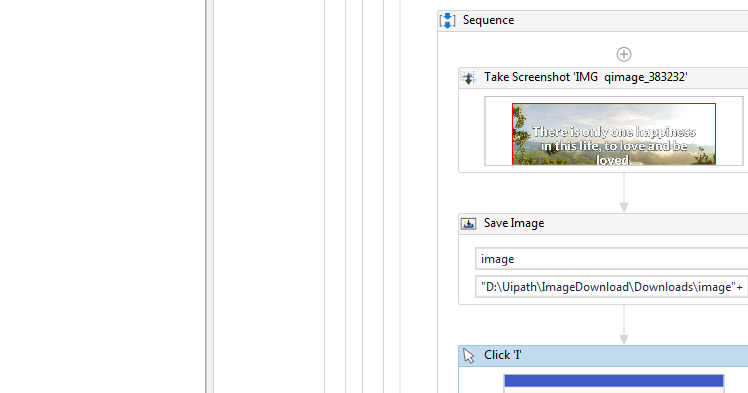 Sequence
Take Screenshot 'IMG  qimage_383232'
There is only one happiness
in this life, to love and be
loved.
Save Image
image
"D:\Uipath\ImageDownload\Downloads\image"+
Click 'I'